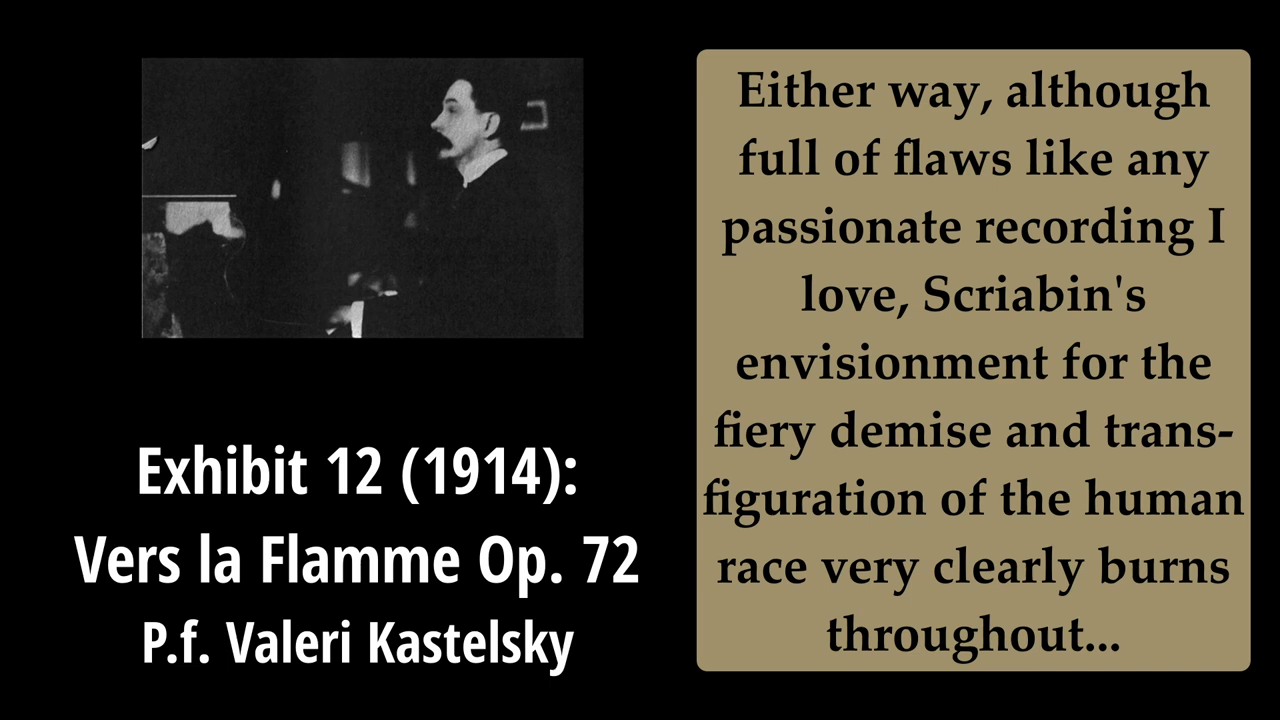 Exhibit 12 (1914):
Vers la Flamme Op. 72
P.f. Valeri Kastelsky
Either way, although
full of flaws like any
passionate recording I
love, Scriabin's
envisionment for the
fiery demise and trans-
figuration of the human
race very clearly burns
throughout...